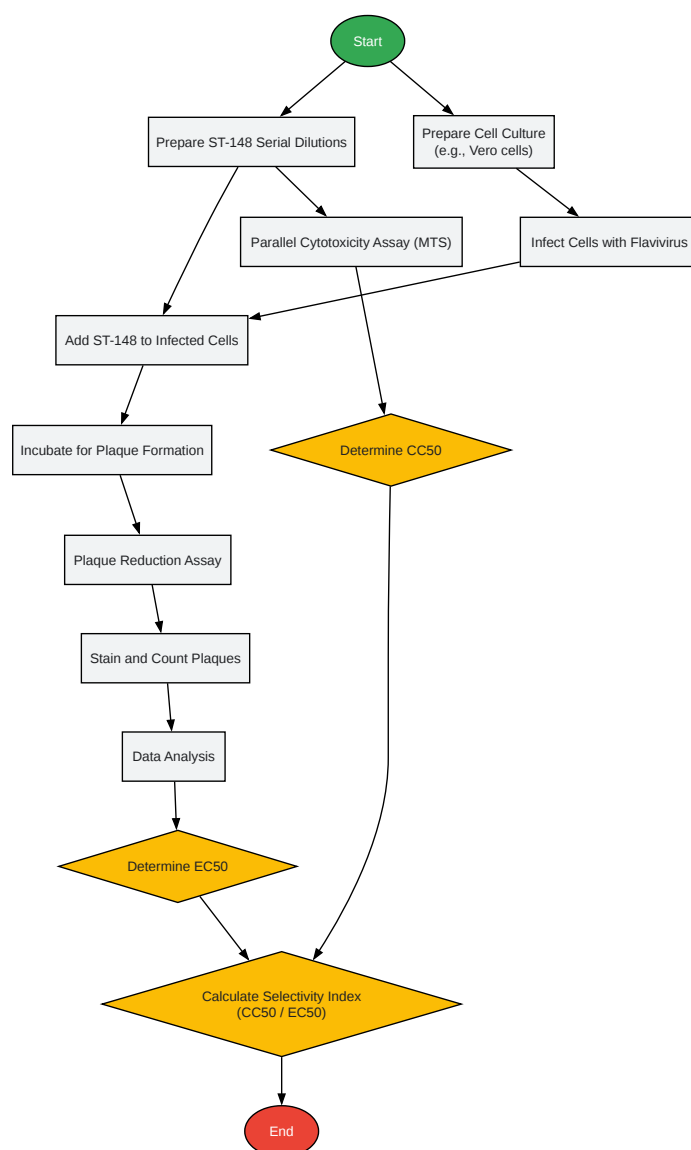 Start
Prepare ST-148 Serial Dilutions
Prepare Cell Culture
(e.g., Vero cells)
Parallel Cytotoxicity Assay (MTS)
Infect Cells with Flavivirus
Add ST-148 to Infected Cells
Incubate for Plaque Formation
Determine CC50
Plaque Reduction Assay
Stain and Count Plaques
Data Analysis
Determine EC50
Calculate Selectivity Index
(CC50 / EC50)
End